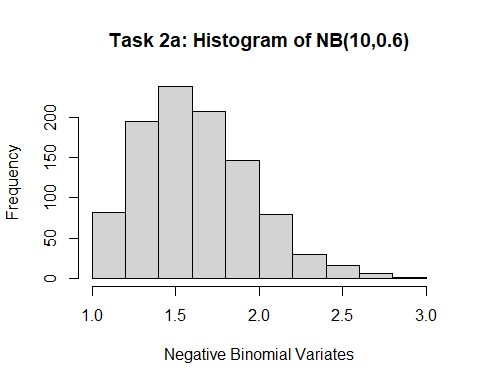 Task 2a: Histogram of NB(10,0.6)
Frequency
200
150
100
50
0
1.0 1.5 2.0 2.5 3.0
Negative Binomial Variates